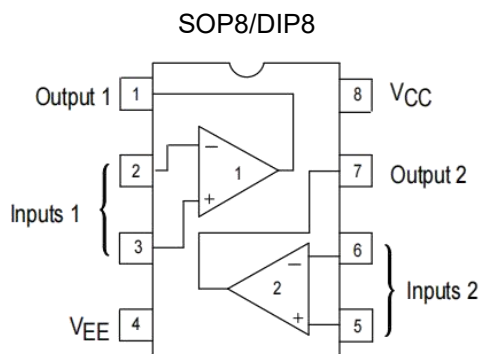 SOP8/DIP8
Output 1
1
8
VCC
2
−
1
7
Output 2
Inputs 1
+
3
6
−
2
Inputs 2
VEE
4
+
5